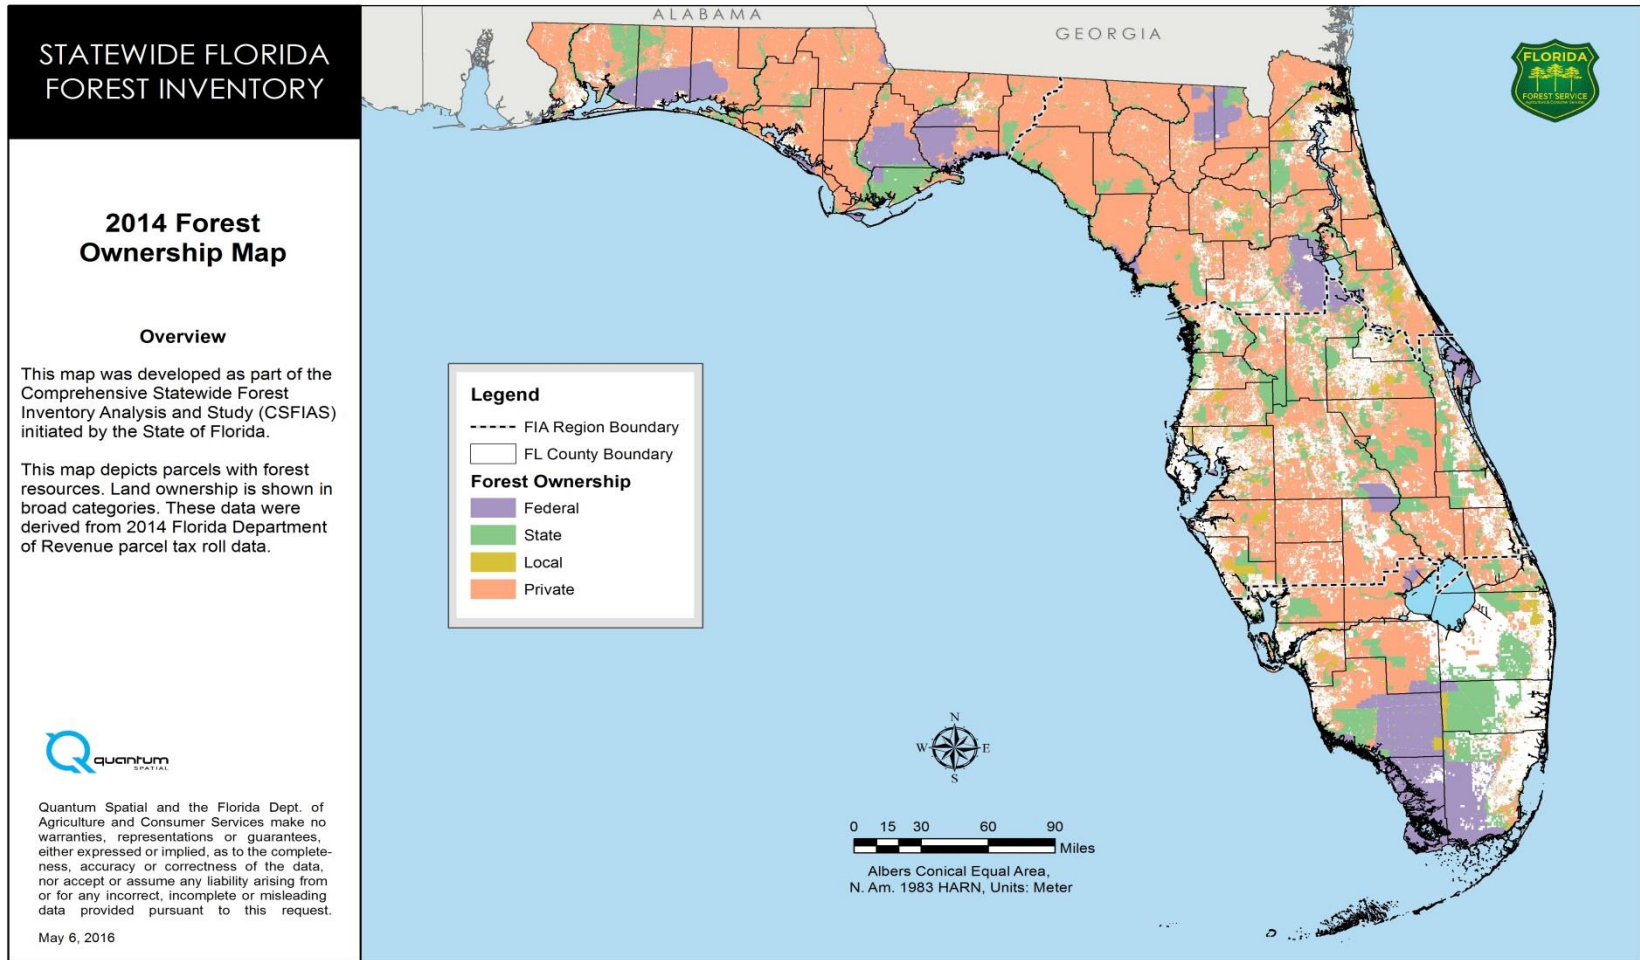 STATEWIDE FLORIDA
FOREST INVENTORY
2014 Forest
Ownership Map
Overview
This map was developed as part of the
Comprehensive Statewide Forest
Inventory Analysis and Study (CSFIAS)
initiated by the State of Florida.
This map depicts parcels with forest
resources. Land ownership is shown in
broad categories. These data were
derived from 2014 Florida Department
of Revenue parcel tax roll data.
quantum
SPATIAL
Quantum Spatial and the Florida Dept. of
Agriculture and Consumer Services make no
warranties, representations or guarantees,
either expressed or implied, as to the complete-
ness, accuracy or correctness of the data,
nor accept or assume any liability arising from
or for any incorrect, incomplete or misleading
data provided pursuant to this request.
May 6, 2016
ALABAMA
GEORGIA
FLORIDA
FOREST SERVICE
Agriculture & Consumer Services
Legend
FIA Region Boundary
FL County Boundary
Forest Ownership
Federal
State
Local
Private
N
W E
S
0 15 30 60 90
Miles
Albers Conical Equal Area,
N. Am. 1983 HARN, Units: Meter